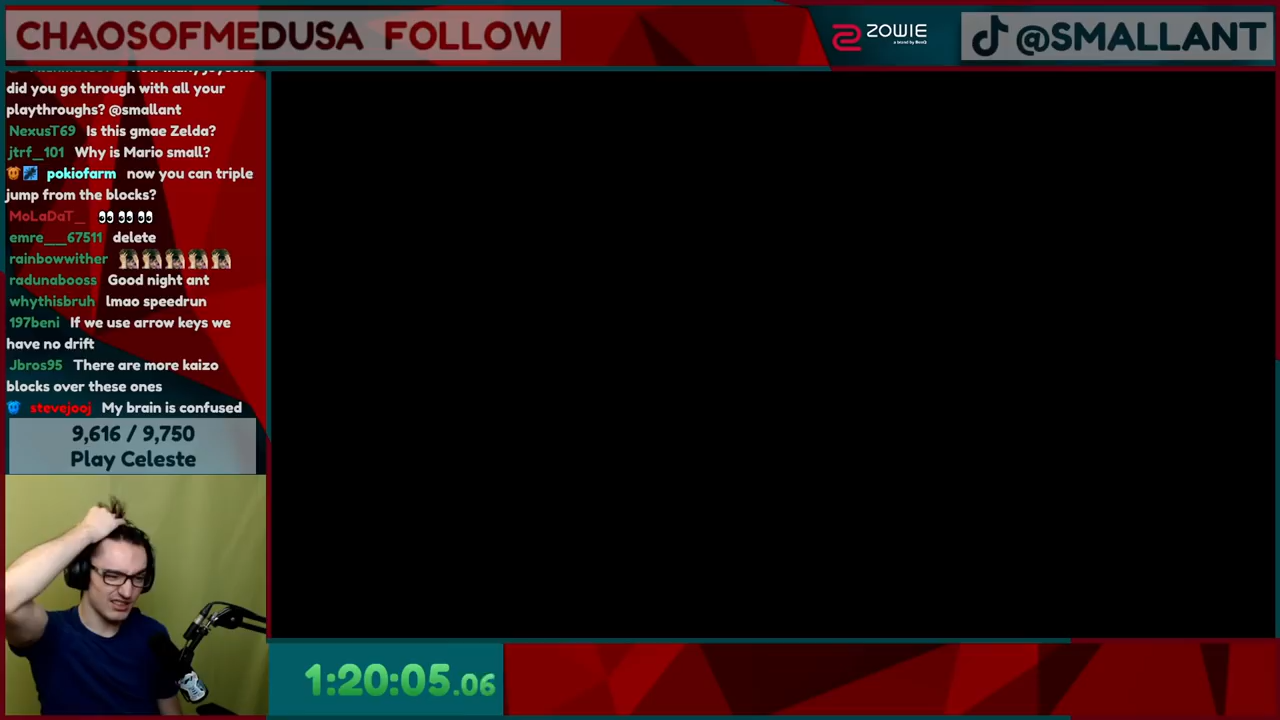 CHAOSOFMEDUSA FOLLOW
ZOWIE
@SMALLANT
did you go through with all your
playthroughs? @smallant
NexusT69 Is this gmae Zelda?
jtrf_101 Why is Mario small?
pokiofarm now you can triple
jump from the blocks?
MoLaDaT_
emre__67511 delete
rainbowwither
radunabooss Good night ant
whythisbruh lmao speedrun
197beni If we use arrow keys we
have no drift
Jbros95 There are more kaizo
blocks over these ones
stevejooj My brain is confused
9,616 / 9,750
Play Celeste
1:20:05.06